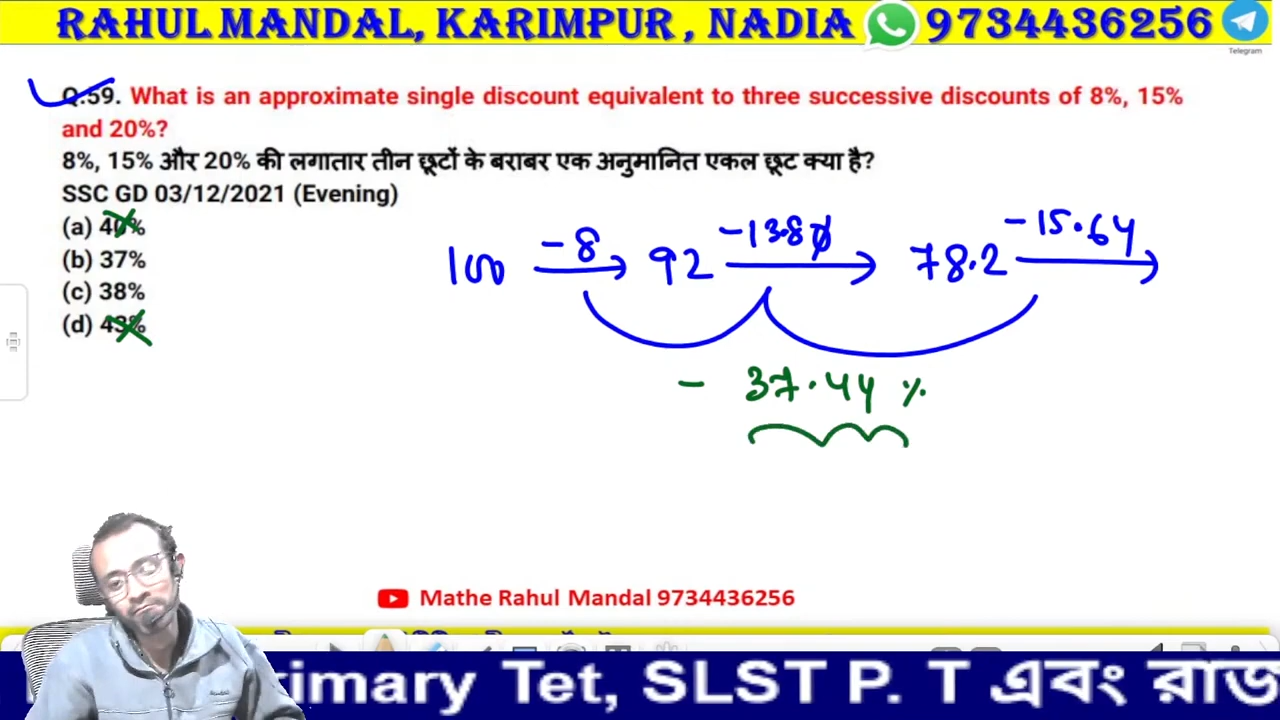 RAHUL MANDAL, KARIMPUR , NADIA 9734436256
Telegram
Q.59. What is an approximate single discount equivalent to three successive discounts of 8%, 15%
and 20%?
8%, 15% और 20% की लगातार तीन छूटों के बराबर एक अनुमानित एकल छूट क्या है?
SSC GD 03/12/2021 (Evening)
(a) 40%
(b) 37%
(c) 38%
(d) 43%
100 -8 92 -13.80 78.2 -15.64
- 37.44 %
Mathe Rahul Mandal 9734436256
imary Tet, SLST P. T এবং রাজ